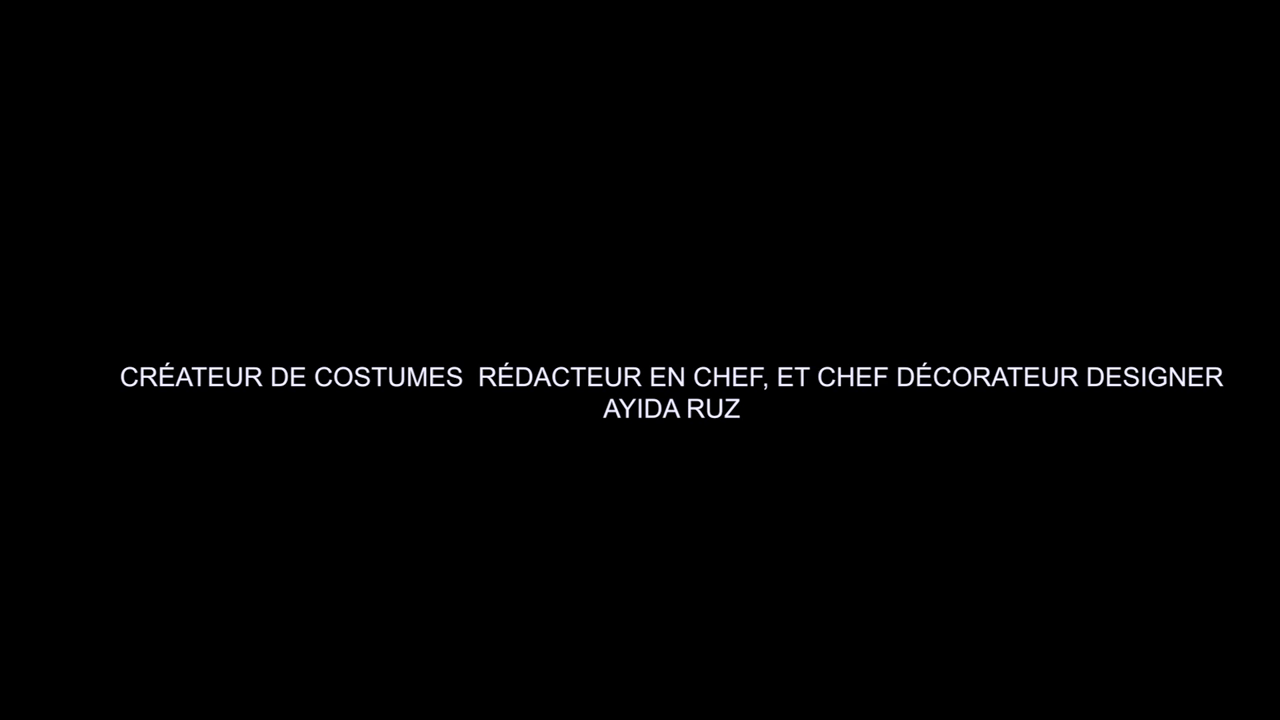 CRÉATEUR DE COSTUMES  RÉDACTEUR EN CHEF, ET CHEF DÉCORATEUR DESIGNER
AYIDA RUZ